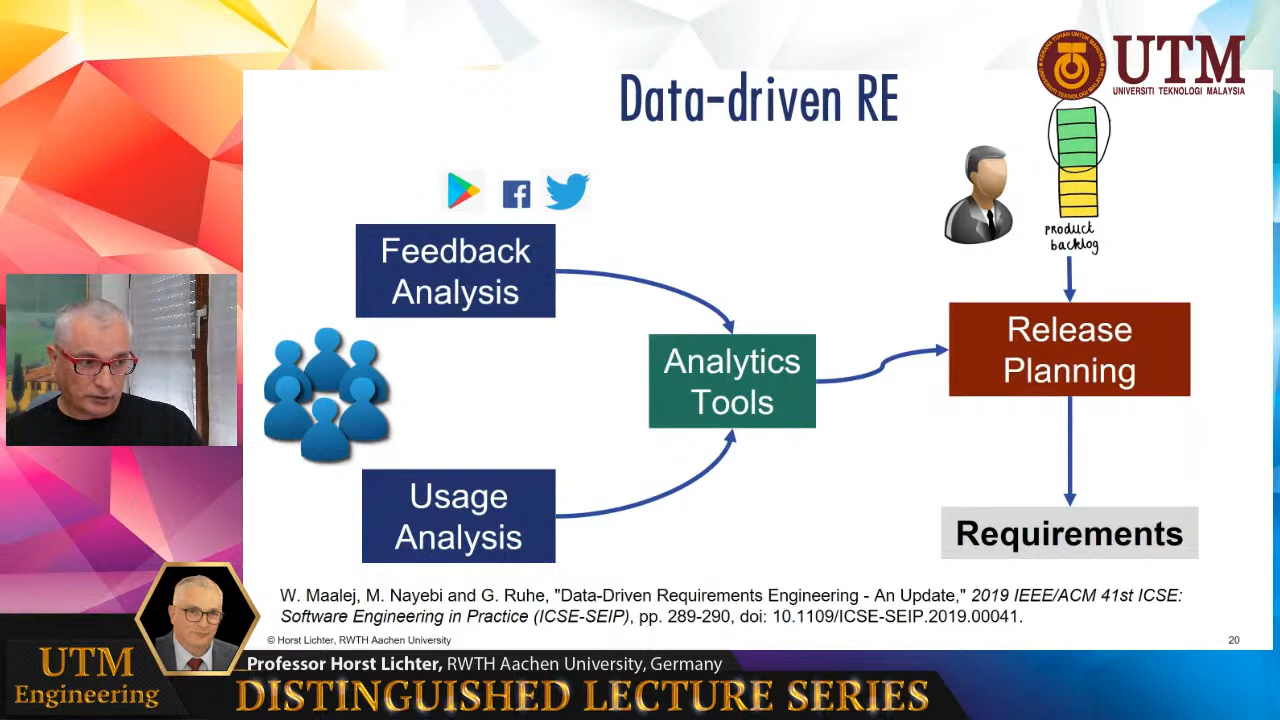 UTM
UNIVERSITI TEKNOLOGI MALAYSIA
Data-driven RE
Feedback
Analysis
Usage
Analysis
Analytics
Tools
product
backlog
Release
Planning
Requirements
W. Maalej, M. Nayebi and G. Ruhe, "Data-Driven Requirements Engineering - An Update," 2019 IEEE/ACM 41st ICSE:
Software Engineering in Practice (ICSE-SEIP), pp. 289-290, doi: 10.1109/ICSE-SEIP.2019.00041.
© Horst Lichter, RWTH Aachen University
20
UTM
Engineering
Professor Horst Lichter, RWTH Aachen University, Germany
DISTINGUISHED LECTURE SERIES